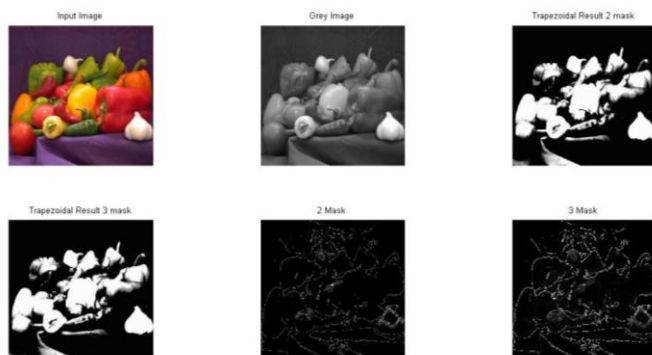 Input Image
Grey Image
Trapezoidal Result 2 mask
Trapezoidal Result 3 mask
2 Mask
3 Mask